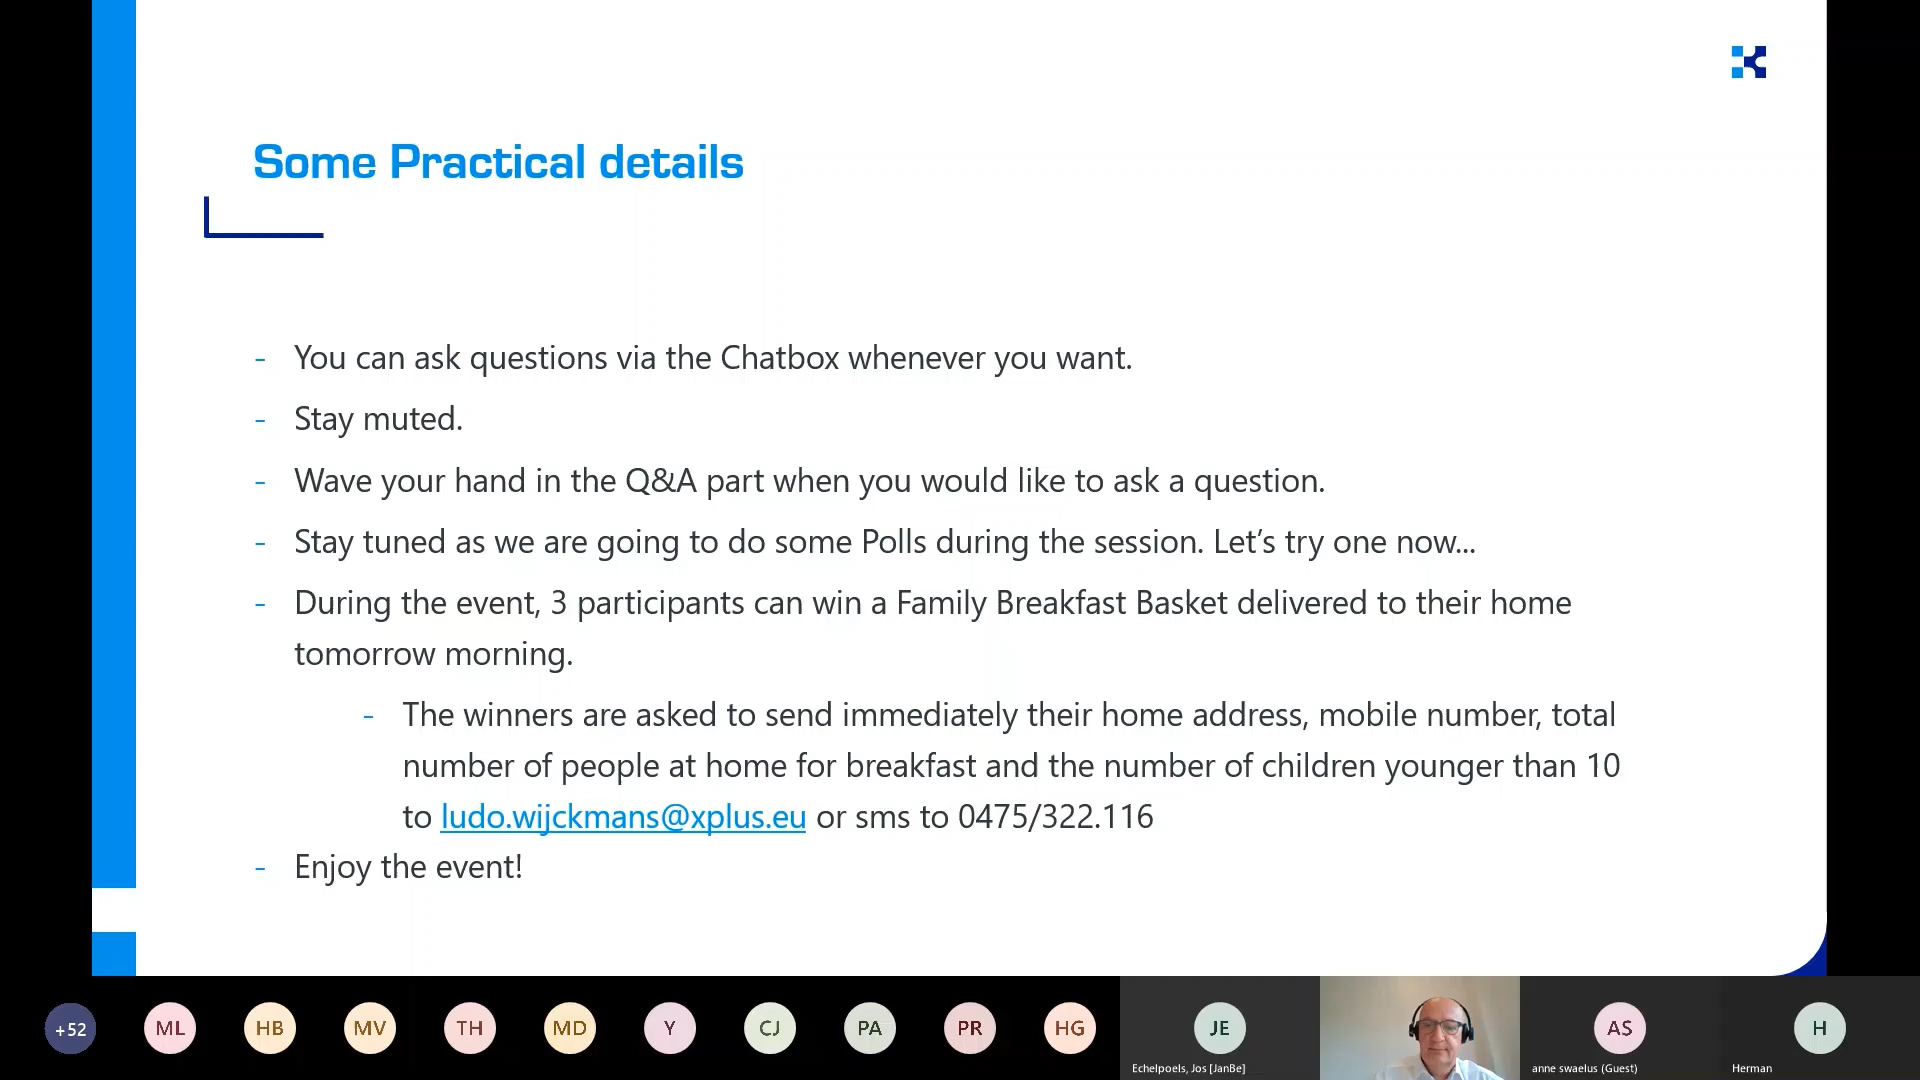 Some Practical details
- You can ask questions via the Chatbox whenever you want.
- Stay muted.
- Wave your hand in the Q&A part when you would like to ask a question.
- Stay tuned as we are going to do some Polls during the session. Let's try one now...
- During the event, 3 participants can win a Family Breakfast Basket delivered to their home
tomorrow morning.
- The winners are asked to send immediately their home address, mobile number, total
number of people at home for breakfast and the number of children younger than 10
to ludo.wijckmans@xplus.eu or sms to 0475/322.116
- Enjoy the event!
+52 ML HB MV TH MD Y CJ PA PR HG JE AS H
Echelpoels, Jos [JanBe] anne swaelus (Guest) Herman